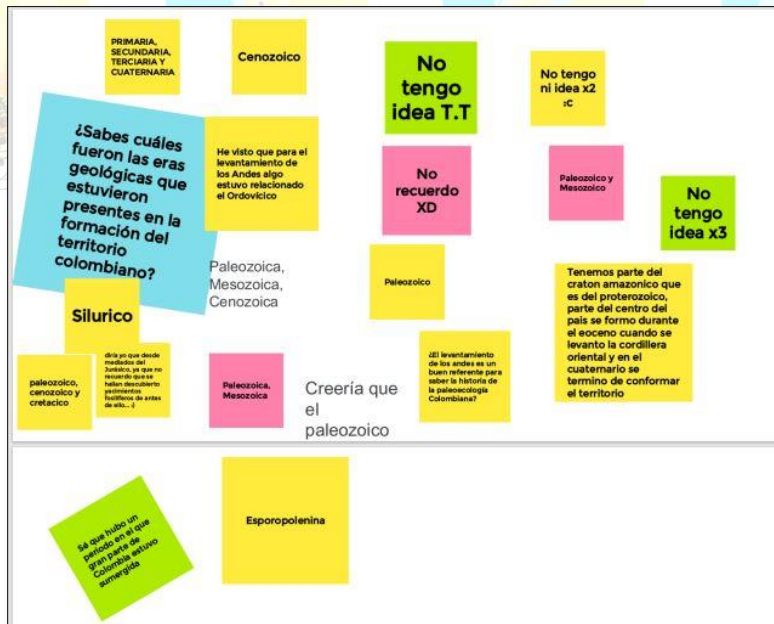 PRIMARIA,
SECUNDARIA,
TERCIARIA Y
CUATERNARIA
Cenozoico
No
tengo
idea T.T
No tengo
ni idea x2
:C
¿Sabes cuáles
fueron las eras
geológicas que
estuvieron
presentes en la
formación del
territorio
colombiano?
He visto que para el
levantamiento de
los Andes algo
estuvo relacionado
el Ordovícico
No
recuerdo
XD
Paleozoico y
Mesozoico
No
tengo
idea x3
Paleozoica,
Mesozoica,
Cenozoica
Paleozoico
Tenemos parte del
craton amazonico que
es del proterozoico,
parte del centro del
pais se formo durante
el eoceno cuando se
levanto la cordillera
oriental y en el
cuaternario se
termino de conformar
el territorio
Silurico
paleozoico,
cenozoico y
cretacico
diría yo que desde
mediados del
Jurásico, ya que no
recuerdo que se
hallan descubierto
yacimientos
fosilíferos de antes
de ello... :)
Paleozoica,
Mesozoica
Creería que
el
paleozoico
¿El levantamiento
de los andes es un
buen referente para
saber la historia de
la paleoecología
Colombiana?
Sé que hubo un
periodo en el que
gran parte de
Colombia estuvo
sumergida
Esporopolenina